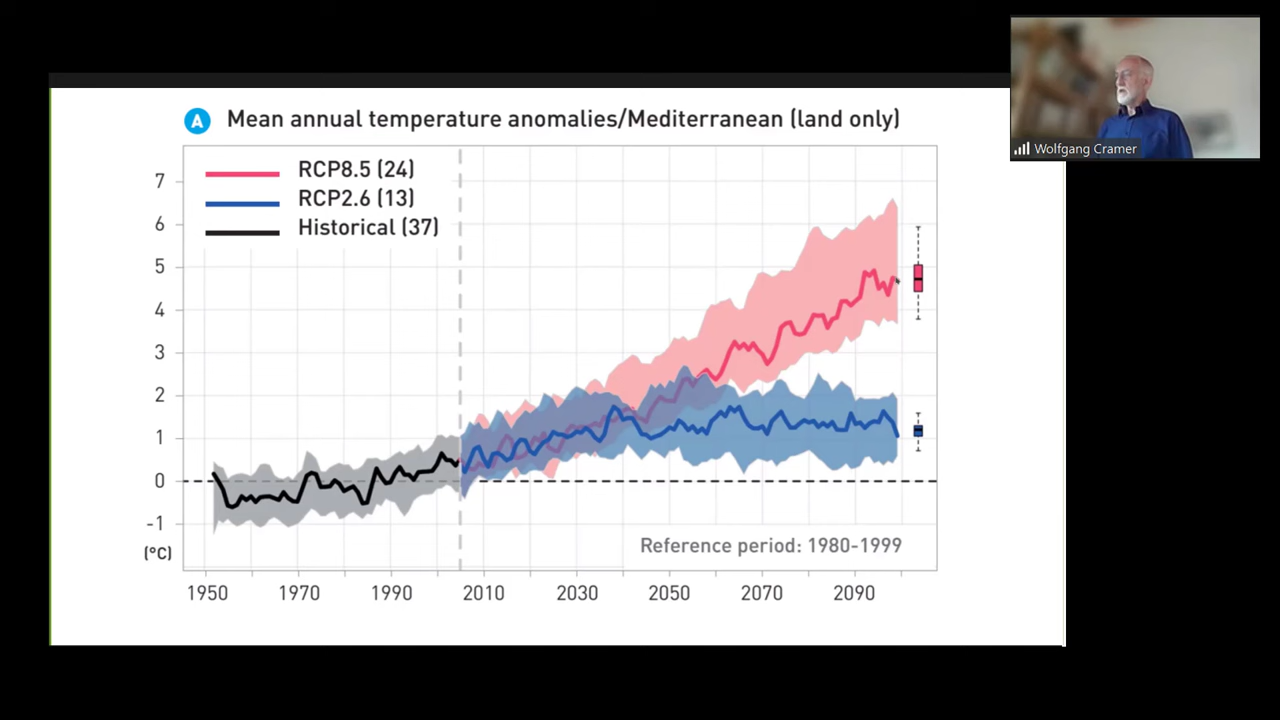 A Mean annual temperature anomalies/Mediterranean (land only)
RCP8.5 (24)
RCP2.6 (13)
Historical (37)
7
6
5
4
3
2
1
0
-1
(°C)
Reference period: 1980-1999
1950 1970 1990 2010 2030 2050 2070 2090
Wolfgang Cramer